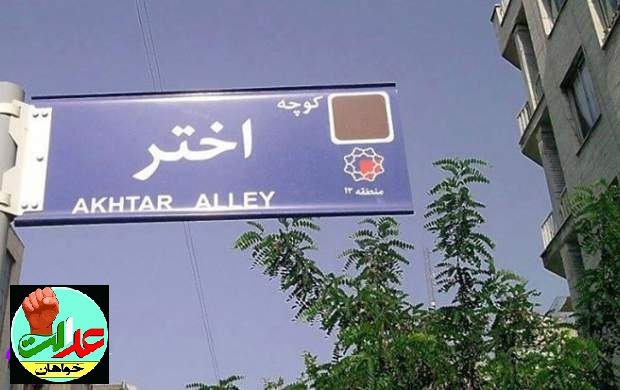 کوچه
اختر
منطقه ۱۲
AKHTAR ALLEY
عدالت
خواهان